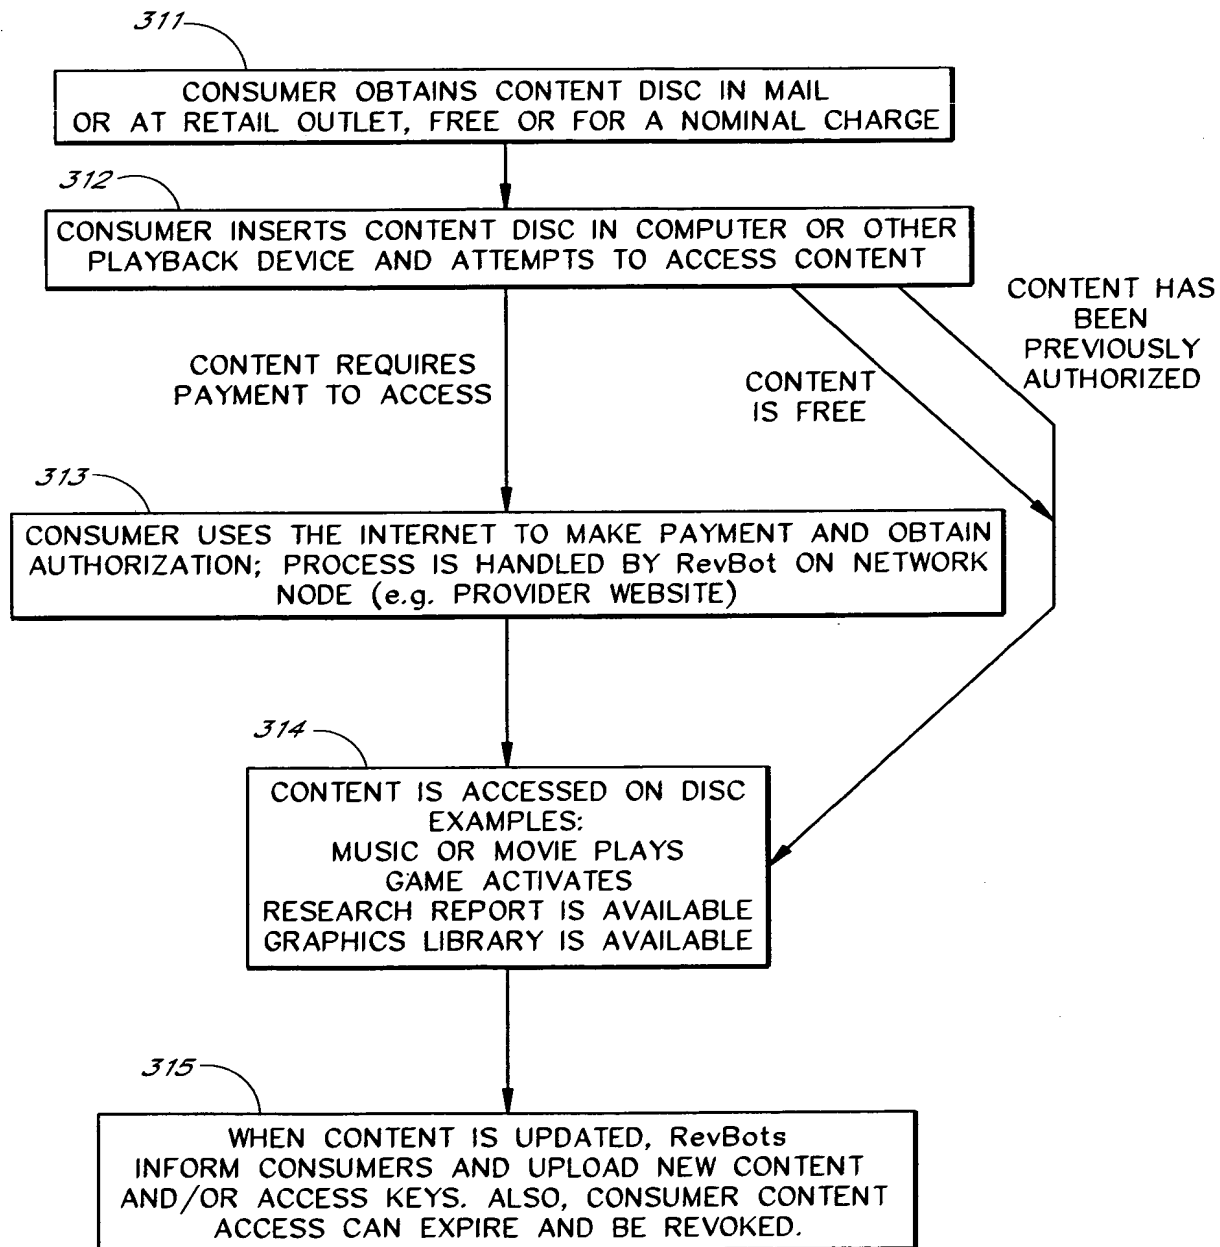 311
CONSUMER OBTAINS CONTENT DISC IN MAIL
OR AT RETAIL OUTLET, FREE OR FOR A NOMINAL CHARGE
312
CONSUMER INSERTS CONTENT DISC IN COMPUTER OR OTHER
PLAYBACK DEVICE AND ATTEMPTS TO ACCESS CONTENT
CONTENT REQUIRES
PAYMENT TO ACCESS
CONTENT
IS FREE
CONTENT HAS
BEEN
PREVIOUSLY
AUTHORIZED
313
CONSUMER USES THE INTERNET TO MAKE PAYMENT AND OBTAIN
AUTHORIZATION; PROCESS IS HANDLED BY RevBot ON NETWORK
NODE (e.g. PROVIDER WEBSITE)
314
CONTENT IS ACCESSED ON DISC
EXAMPLES:
MUSIC OR MOVIE PLAYS
GAME ACTIVATES
RESEARCH REPORT IS AVAILABLE
GRAPHICS LIBRARY IS AVAILABLE
315
WHEN CONTENT IS UPDATED, RevBots
INFORM CONSUMERS AND UPLOAD NEW CONTENT
AND/OR ACCESS KEYS. ALSO, CONSUMER CONTENT
ACCESS CAN EXPIRE AND BE REVOKED.